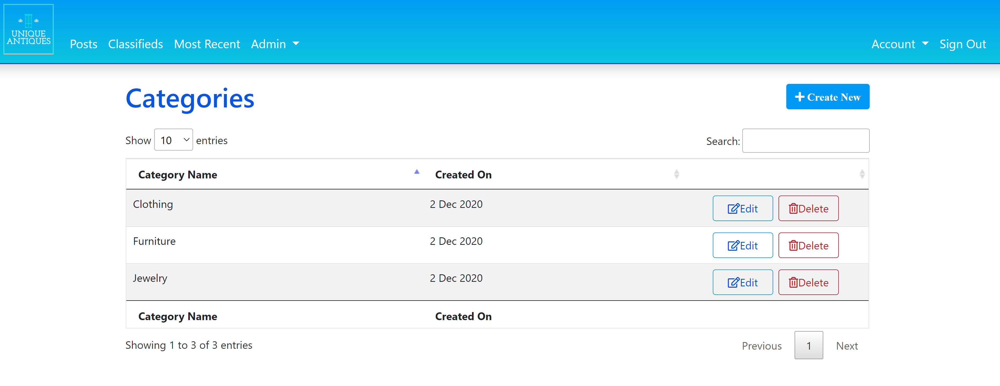 UNIQUE
ANTIQUES
Posts Classifieds Most Recent Admin Account Sign Out
Categories Create New
Show 10 entries Search:
Category Name Created On
Clothing 2 Dec 2020 Edit Delete
Furniture 2 Dec 2020 Edit Delete
Jewelry 2 Dec 2020 Edit Delete
Category Name Created On
Showing 1 to 3 of 3 entries Previous 1 Next